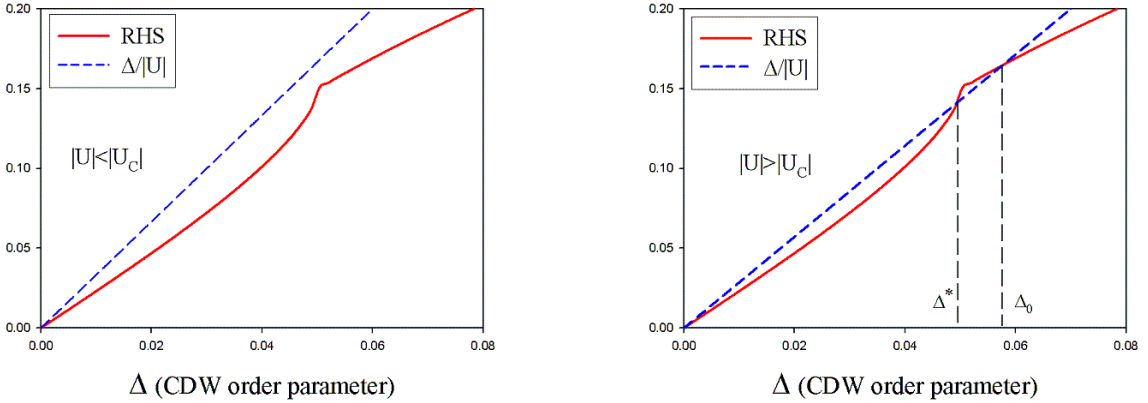 0.20
0.15
0.10
0.05
0.00
RHS
Δ/|U|
|U|<|U_C|
0.00 0.02 0.04 0.06 0.08
Δ (CDW order parameter)
0.20
0.15
0.10
0.05
0.00
RHS
Δ/|U|
|U|>|U_C|
Δ* Δ_0
0.00 0.02 0.04 0.06 0.08
Δ (CDW order parameter)